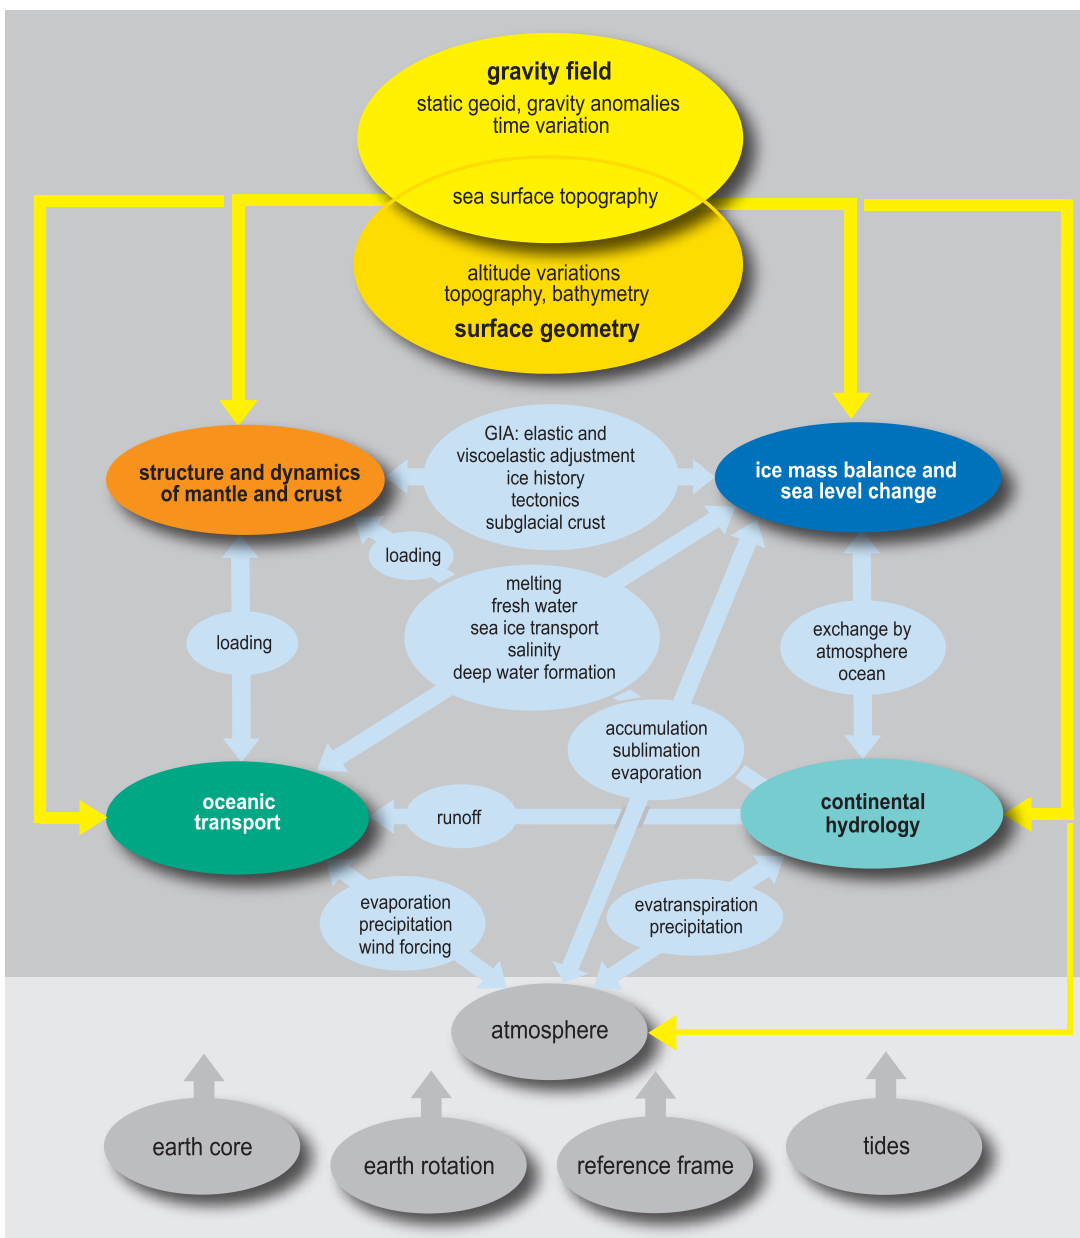 gravity field
static geoid, gravity anomalies
time variation
sea surface topography
altitude variations
topography, bathymetry
surface geometry
structure and dynamics
of mantle and crust
GIA: elastic and
viscoelastic adjustment
ice history
tectonics
subglacial crust
ice mass balance and
sea level change
loading
melting
fresh water
sea ice transport
salinity
deep water formation
loading
exchange by
atmosphere
ocean
accumulation
sublimation
evaporation
oceanic
transport
runoff
continental
hydrology
evaporation
precipitation
wind forcing
evatranspiration
precipitation
atmosphere
earth core
earth rotation
reference frame
tides